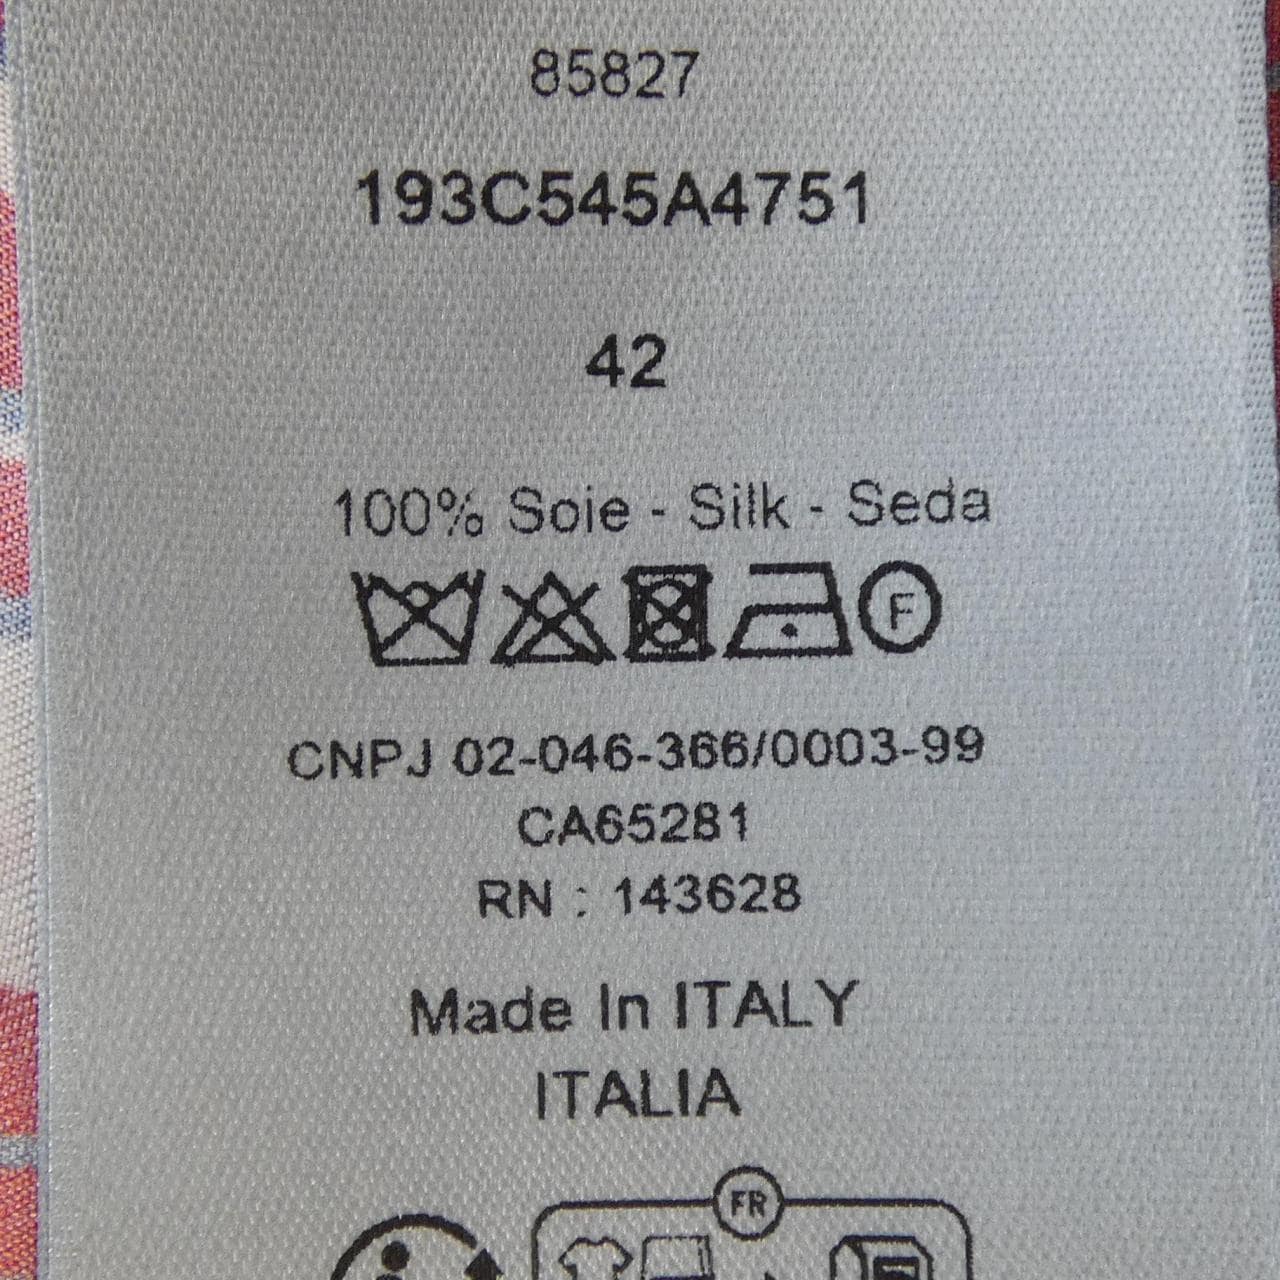 85827
193C545A4751
42
100% Soie - Silk - Seda
F
CNPJ 02-046-366/0003-99
CA65281
RN : 143628
Made In ITALY
ITALIA
FR